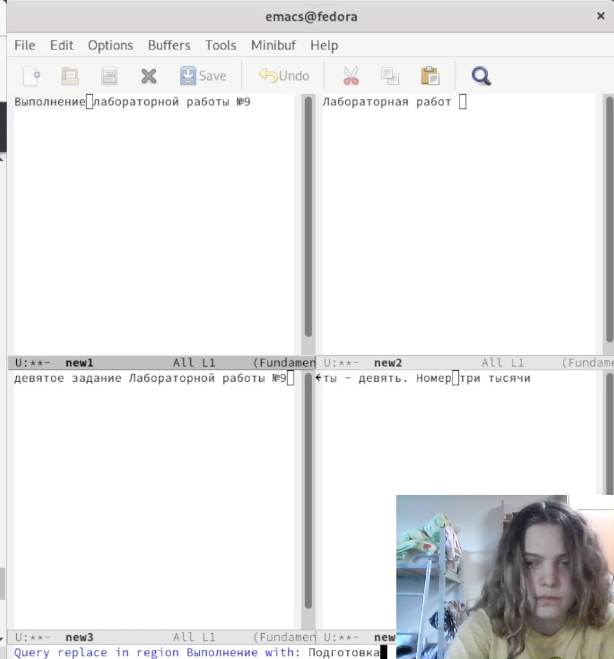 emacs@fedora
×
File Edit Options Buffers Tools Minibuf Help
Save Undo
Выполнение лабораторной работы №9
Лабораторная работ
U:**- new1 All L1 (Fundamen
U:**- new2 All L1 (Fundame
девятое задание Лабораторной работы №9
ты – девять. Номер три тысячи
U:**- new3 All L1 (Fundamen
U:**- new
Query replace in region Выполнение with: Подготовка